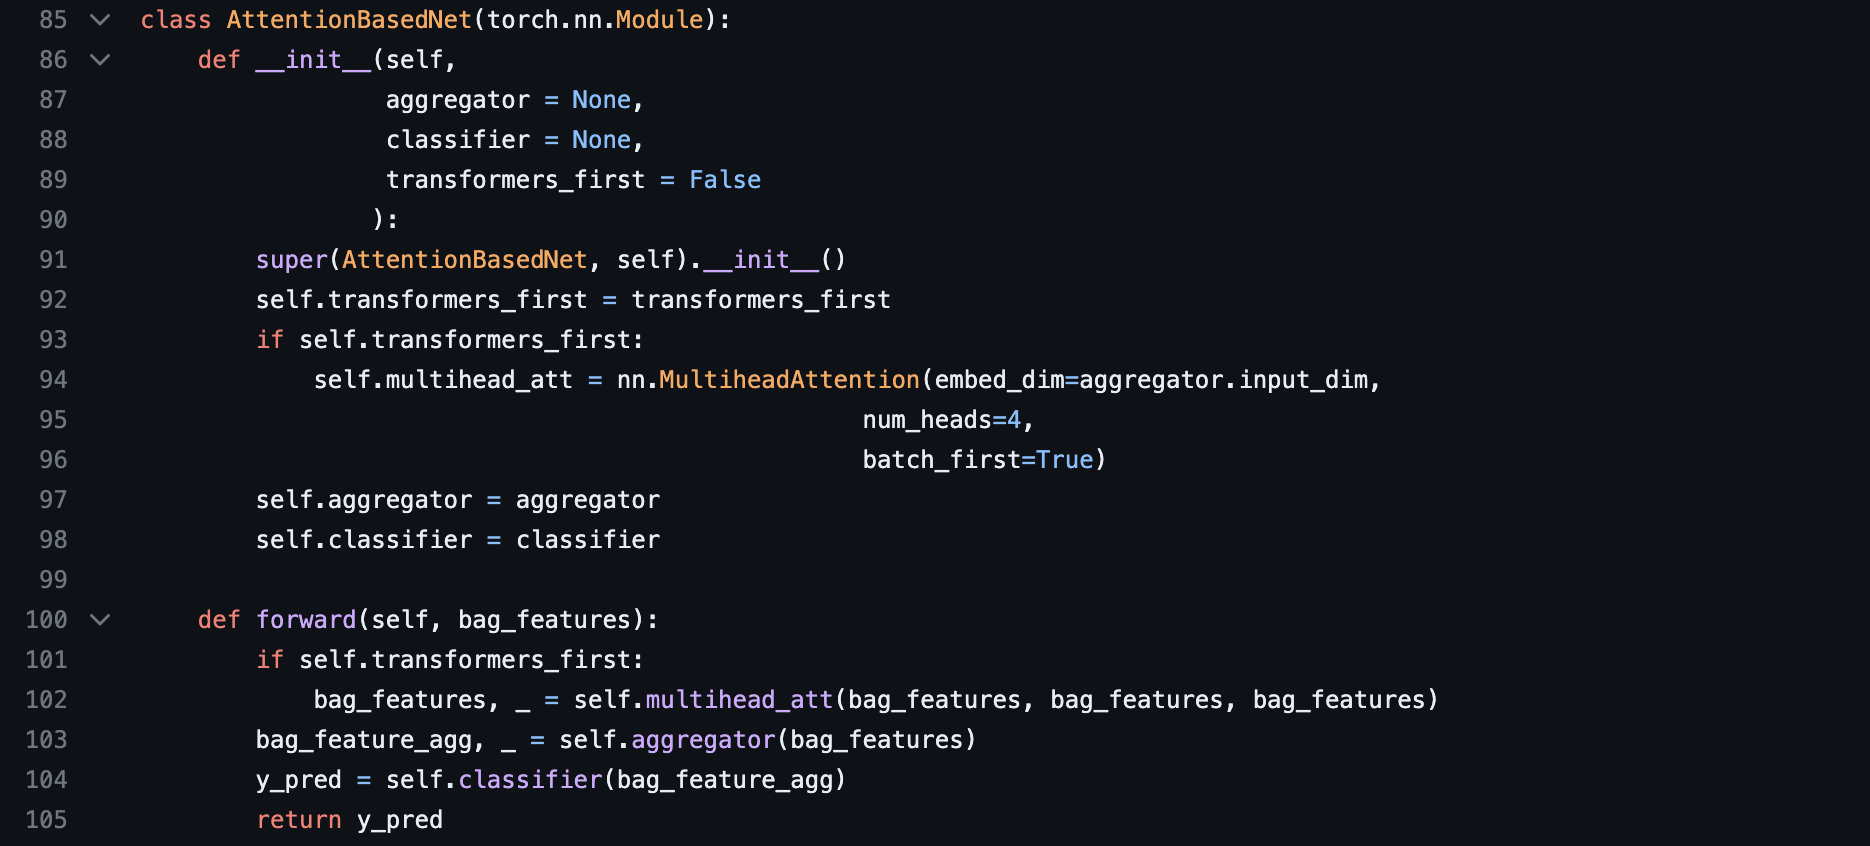 85 class AttentionBasedNet(torch.nn.Module):
86     def __init__(self,
87                  aggregator = None,
88                  classifier = None,
89                  transformers_first = False
90                 ):
91         super(AttentionBasedNet, self).__init__()
92         self.transformers_first = transformers_first
93         if self.transformers_first:
94             self.multihead_att = nn.MultiheadAttention(embed_dim=aggregator.input_dim,
95                                                   num_heads=4,
96                                                   batch_first=True)
97         self.aggregator = aggregator
98         self.classifier = classifier
99
100     def forward(self, bag_features):
101         if self.transformers_first:
102             bag_features, _ = self.multihead_att(bag_features, bag_features, bag_features)
103         bag_feature_agg, _ = self.aggregator(bag_features)
104         y_pred = self.classifier(bag_feature_agg)
105         return y_pred